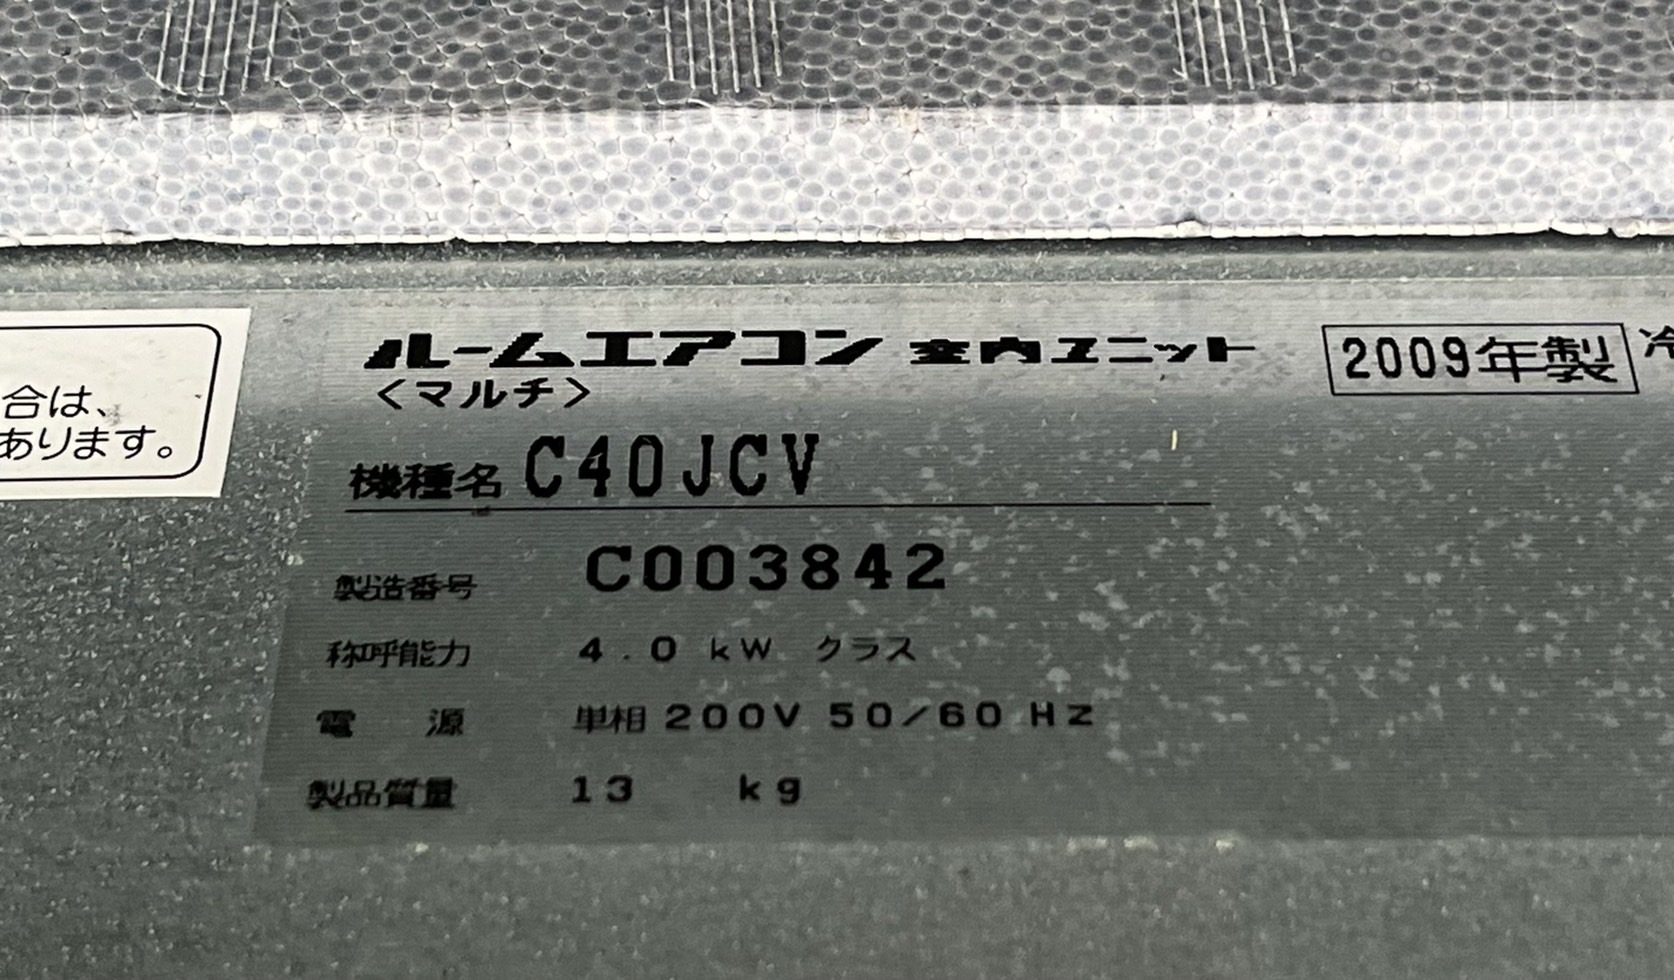 ルームエアコン 室内ユニット 2009年製 冷
<マルチ>
合は、
あります。
機種名 C40JCV
製造番号 C003842
称呼能力 4.0 kW クラス
電 源 単相 200V 50/60 Hz
製品質量 13 kg